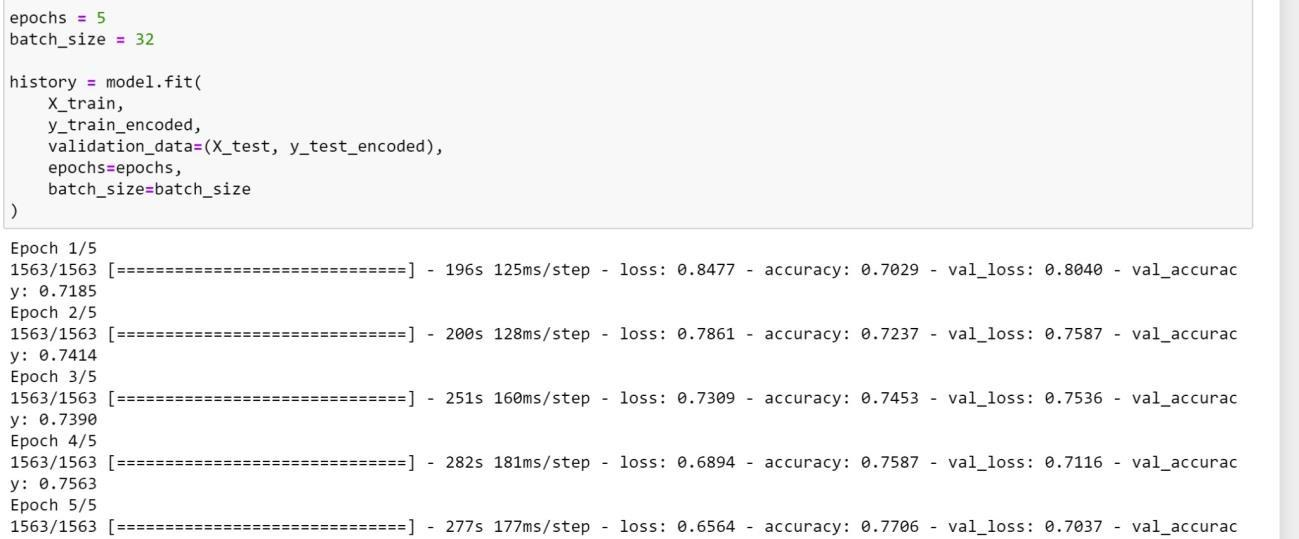 epochs = 5
batch_size = 32
history = model.fit(
    X_train,
    y_train_encoded,
    validation_data=(X_test, y_test_encoded),
    epochs=epochs,
    batch_size=batch_size
)
Epoch 1/5
1563/1563 [==============================] - 196s 125ms/step - loss: 0.8477 - accuracy: 0.7029 - val_loss: 0.8040 - val_accurac
y: 0.7185
Epoch 2/5
1563/1563 [==============================] - 200s 128ms/step - loss: 0.7861 - accuracy: 0.7237 - val_loss: 0.7587 - val_accurac
y: 0.7414
Epoch 3/5
1563/1563 [==============================] - 251s 160ms/step - loss: 0.7309 - accuracy: 0.7453 - val_loss: 0.7536 - val_accurac
y: 0.7390
Epoch 4/5
1563/1563 [==============================] - 282s 181ms/step - loss: 0.6894 - accuracy: 0.7587 - val_loss: 0.7116 - val_accurac
y: 0.7563
Epoch 5/5
1563/1563 [==============================] - 277s 177ms/step - loss: 0.6564 - accuracy: 0.7706 - val_loss: 0.7037 - val_accurac